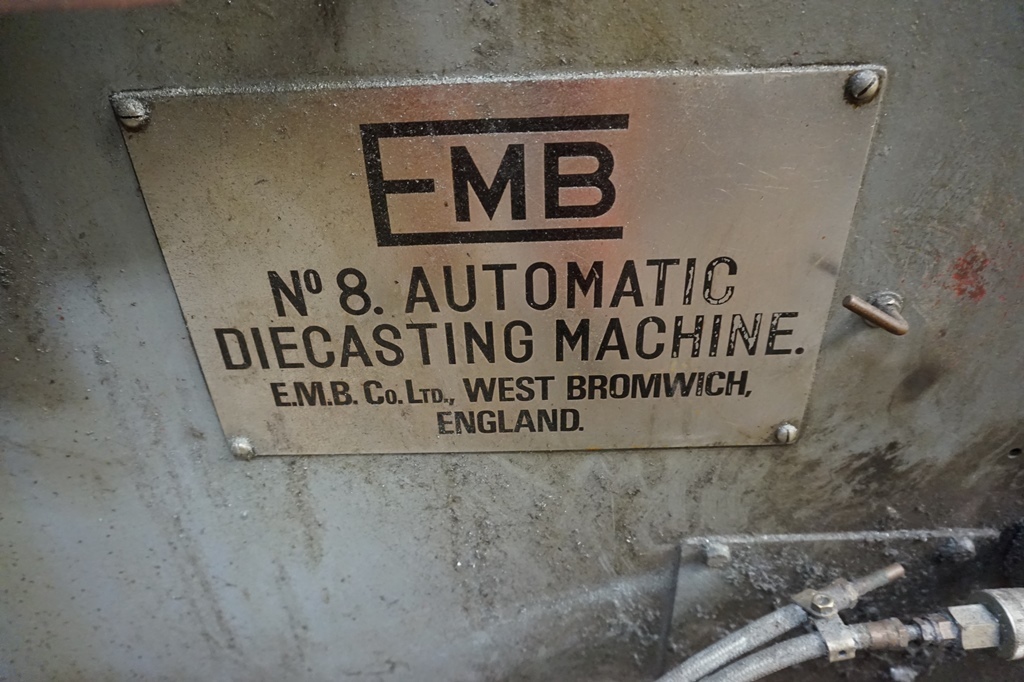 EMB
Nº 8. AUTOMATIC
DIECASTING MACHINE.
E.M.B. Co. LTD., WEST BROMWICH,
ENGLAND.